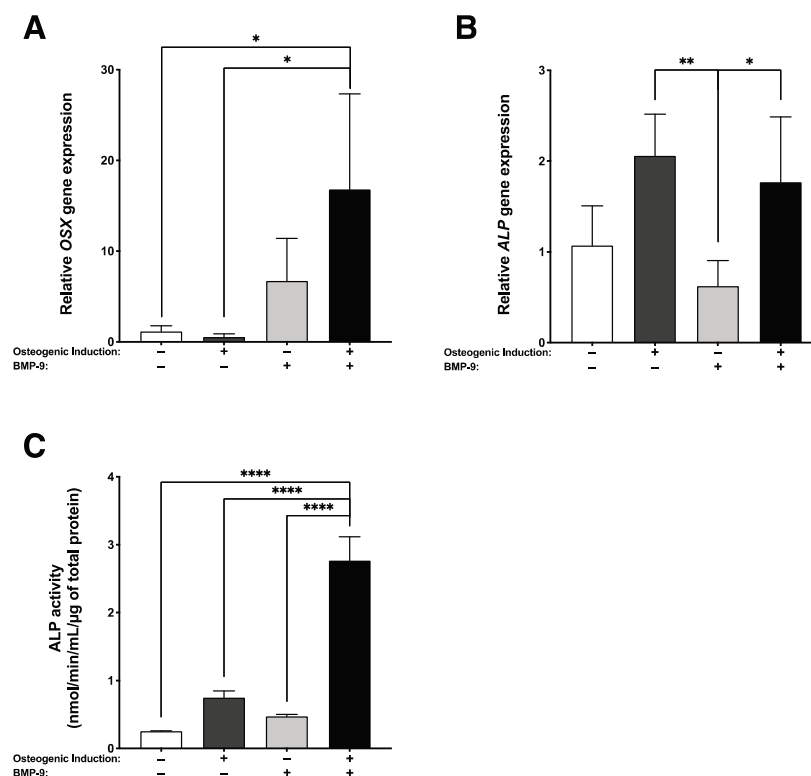 A
*
*
30
20
10
0
Relative OSX gene expression
Osteogenic Induction: – + – +
BMP-9: – – + +
B
** *
3
2
1
0
Relative ALP gene expression
Osteogenic Induction: – + – +
BMP-9: – – + +
C
****
****
****
4
3
2
1
0
ALP activity
(nmol/min/mL/µg of total protein)
Osteogenic Induction: – + – +
BMP-9: – – + +